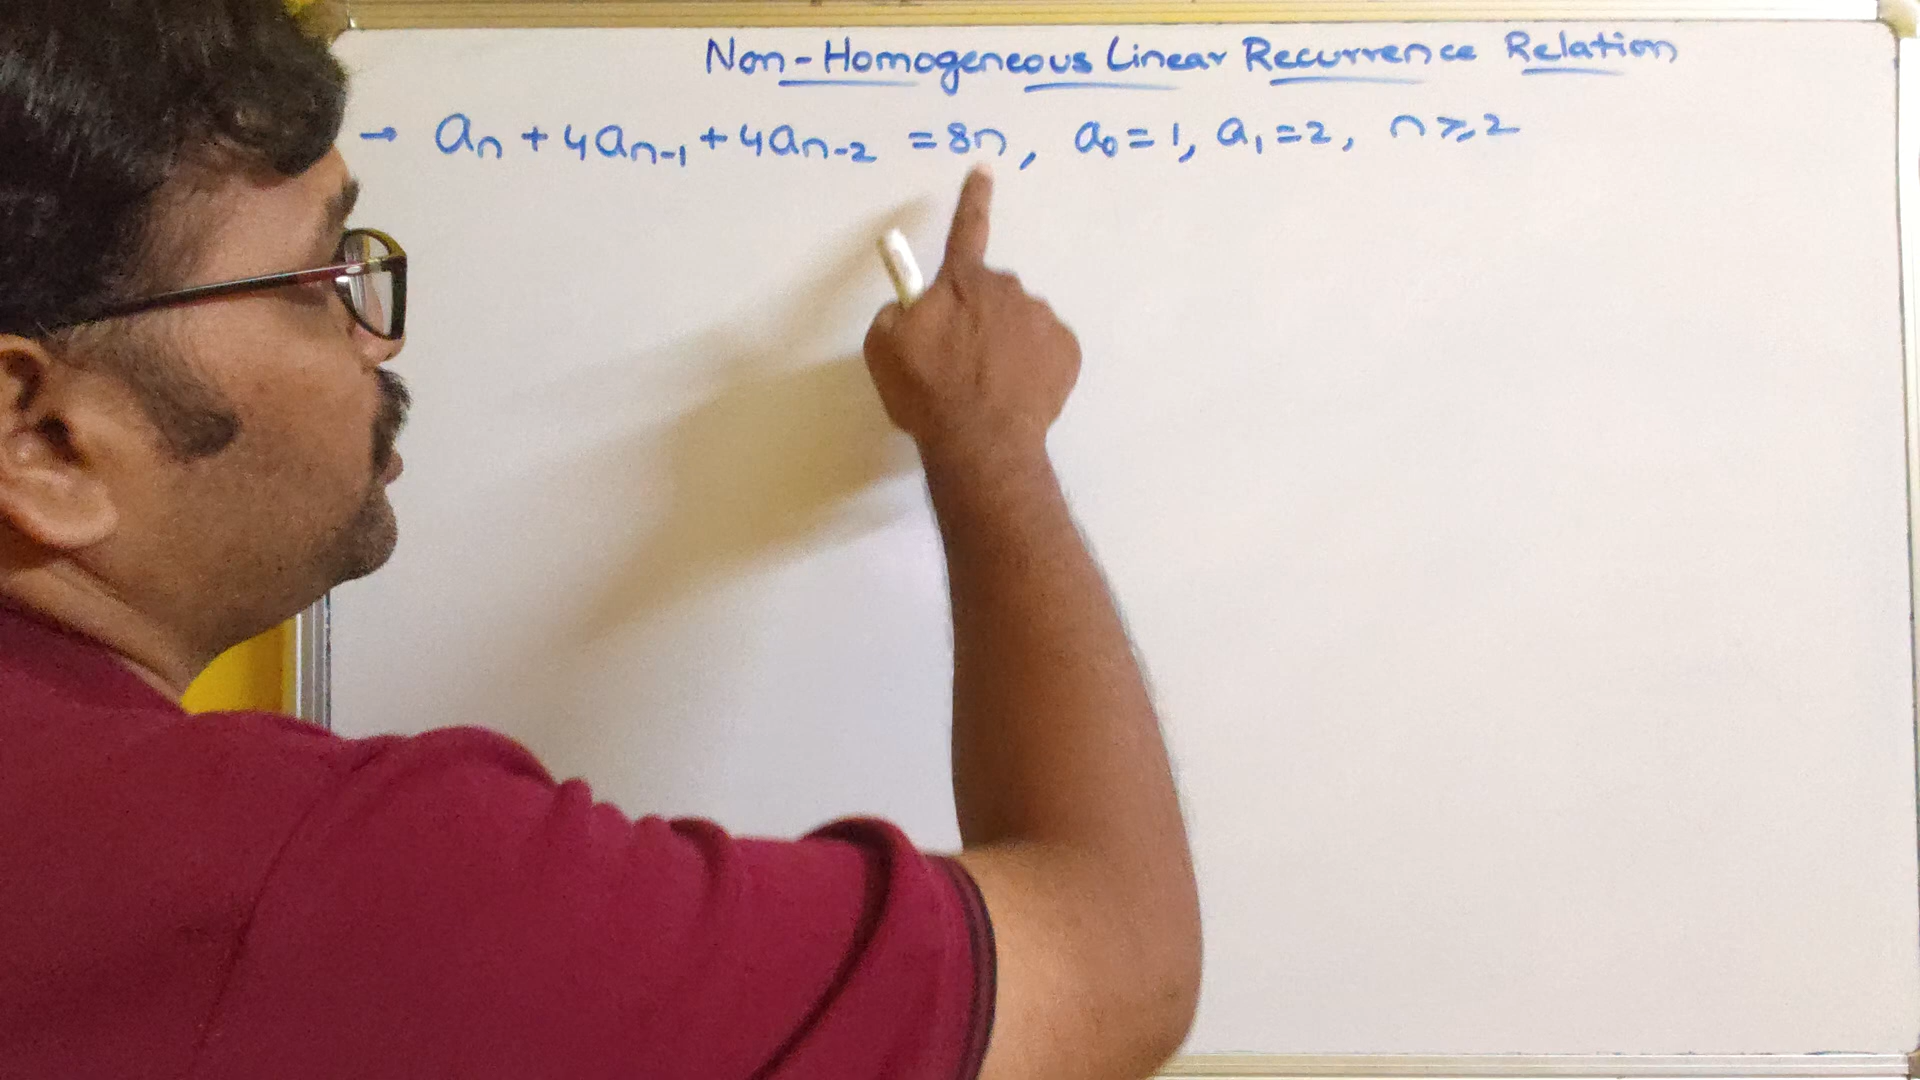 Non-Homogeneous Linear Recurrence Relation
→ aₙ + 4aₙ₋₁ + 4aₙ₋₂ = 8n, a₀ = 1, a₁ = 2, n ≥ 2